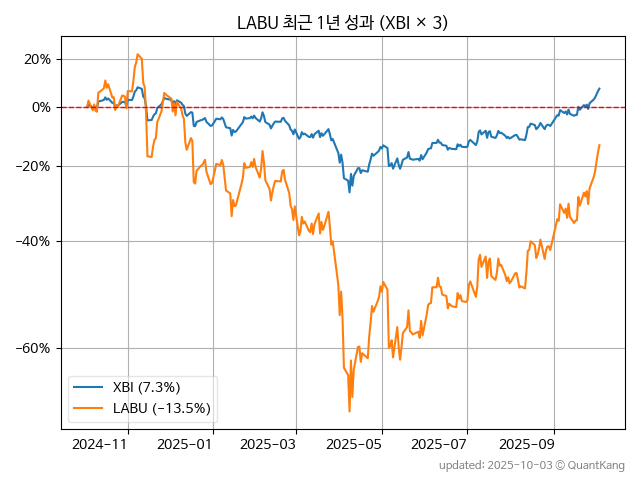 LABU 최근 1년 성과 (XBI × 3)
20%
0%
−20%
−40%
−60%
XBI (7.3%)
LABU (−13.5%)
2024−11
2025−01
2025−03
2025−05
2025−07
2025−09
updated: 2025-10-03 ⓒ QuantKang